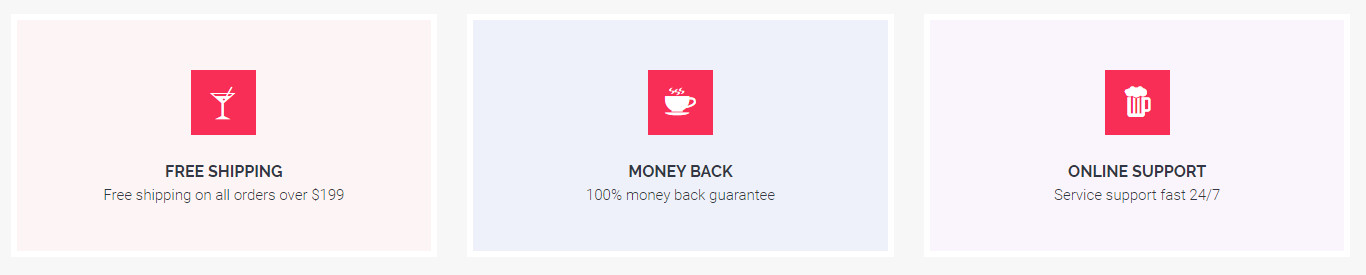 FREE SHIPPING
Free shipping on all orders over $199
MONEY BACK
100% money back guarantee
ONLINE SUPPORT
Service support fast 24/7